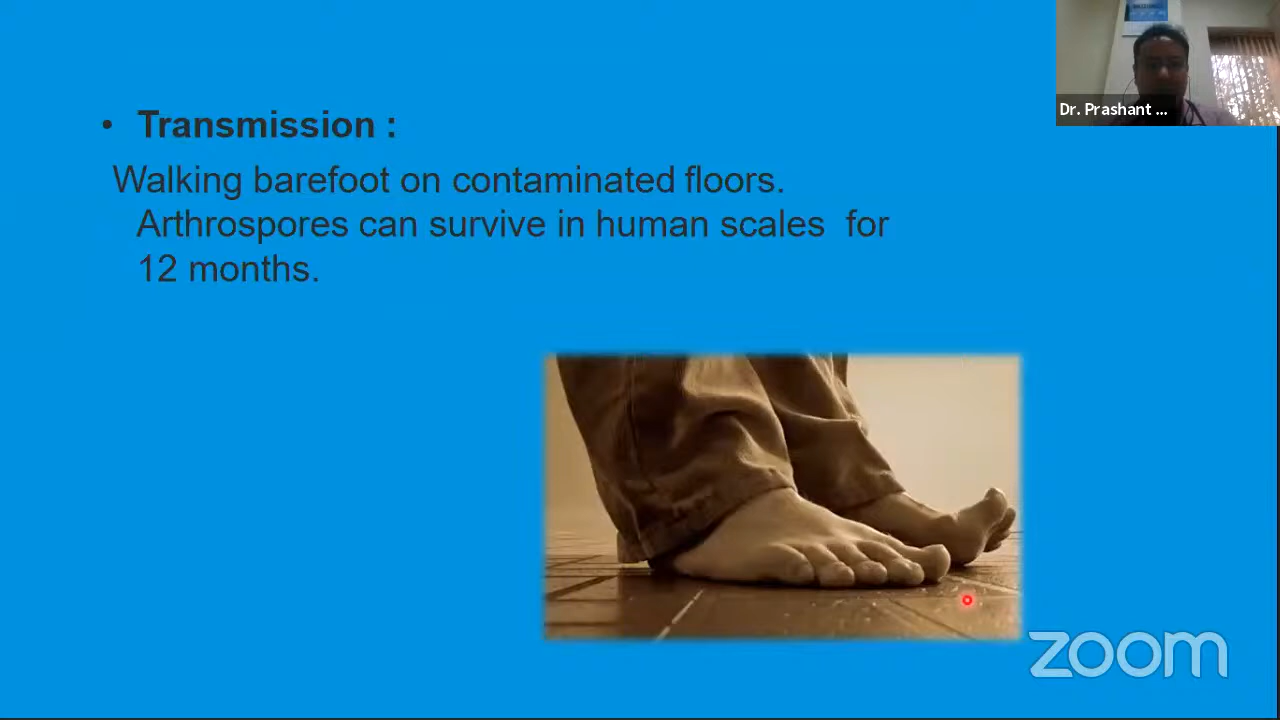 Dr. Prashant ...
• Transmission :
Walking barefoot on contaminated floors.
Arthrospores can survive in human scales for
12 months.
zoom